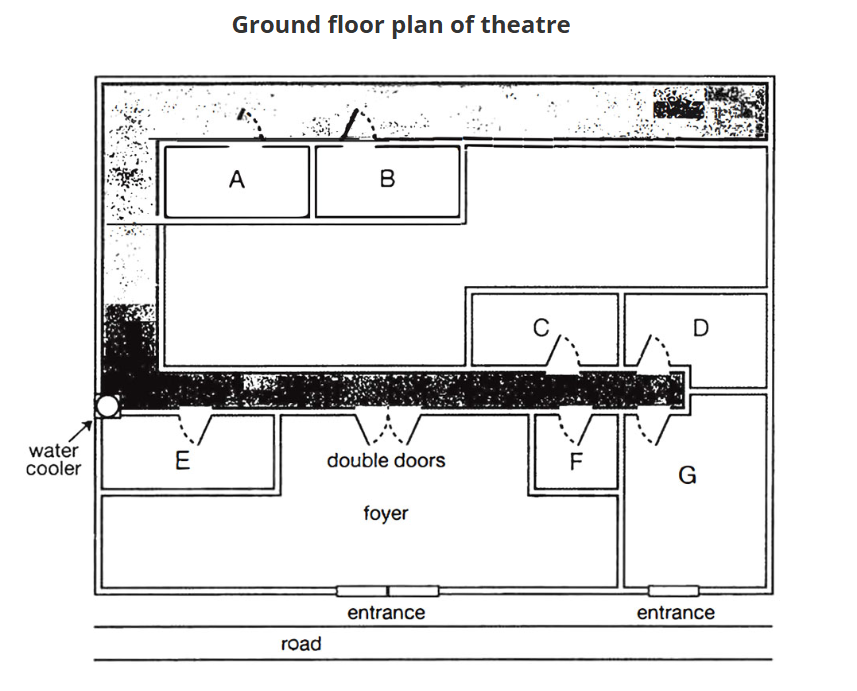 Ground floor plan of theatre
A
B
C
D
water
cooler
E
double doors
F
G
foyer
entrance
entrance
road